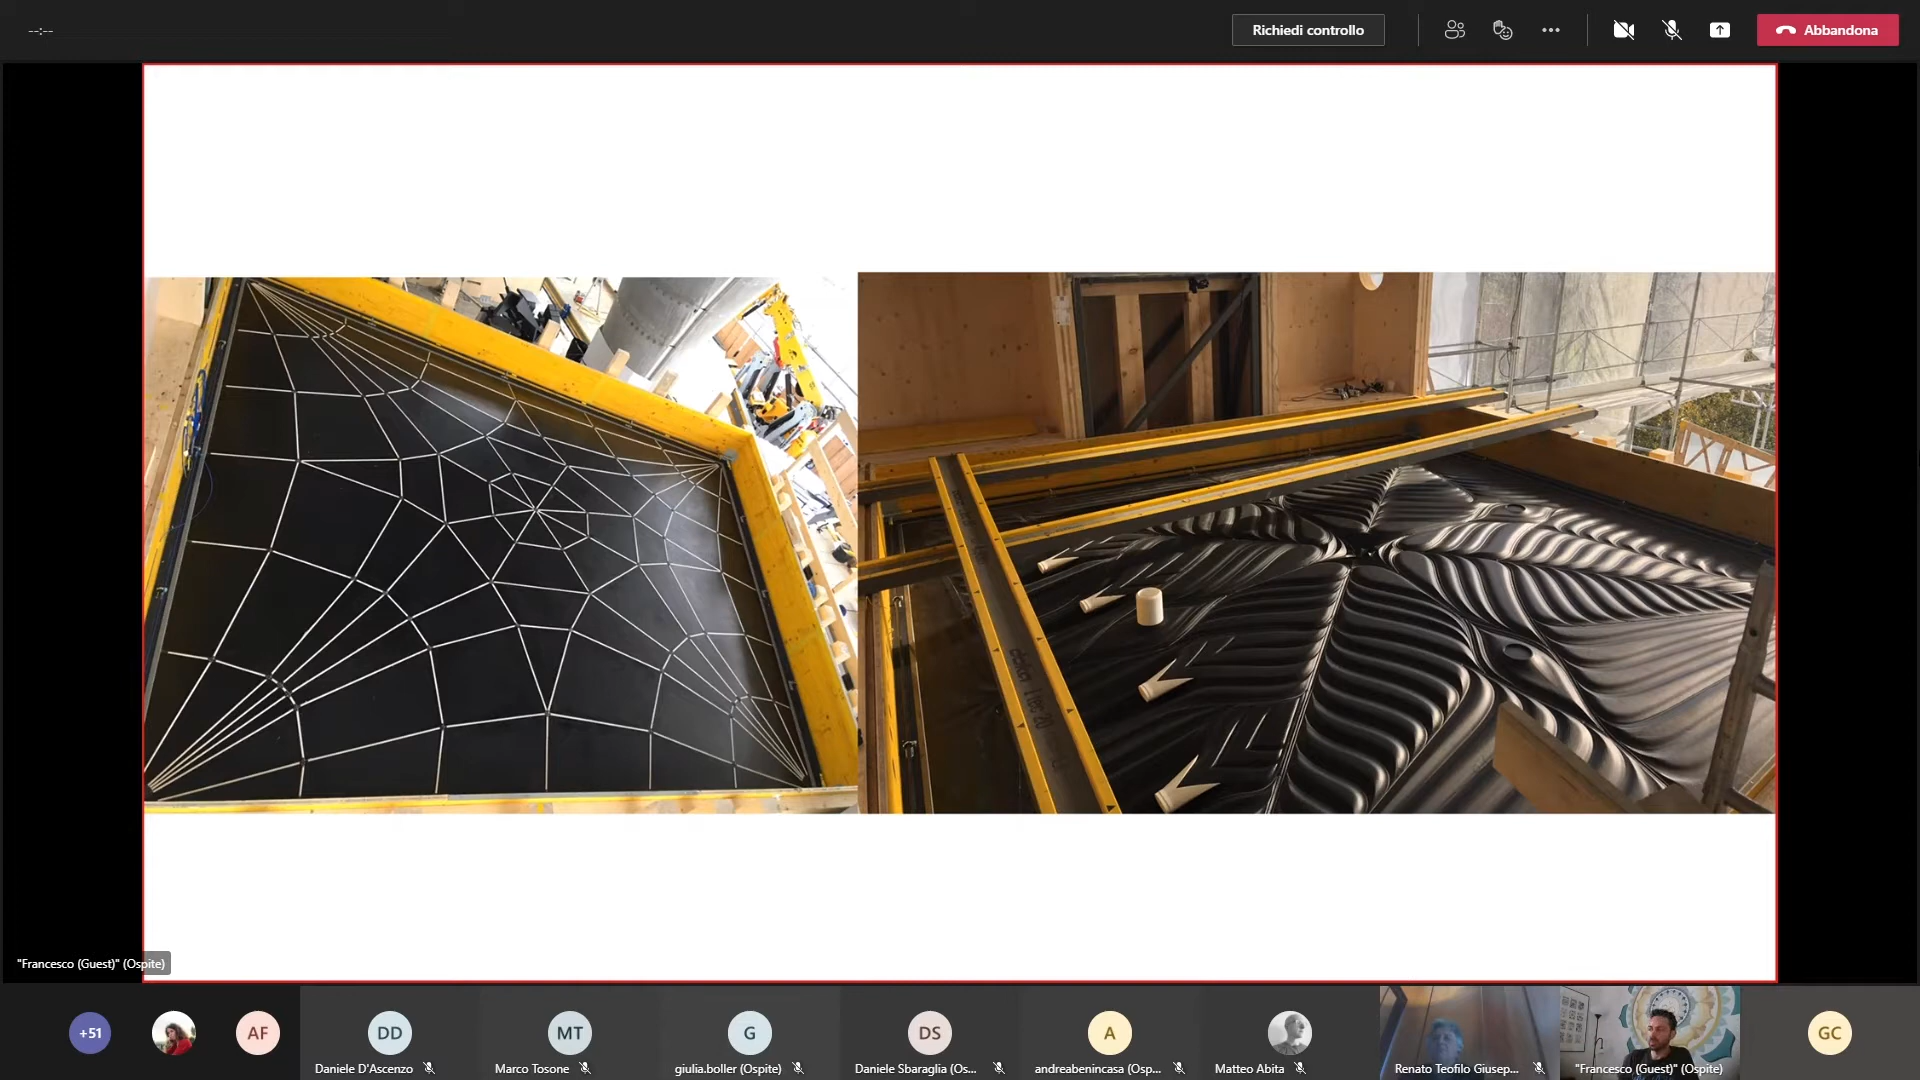 --:--
Richiedi controllo
Abbandona
"Francesco (Guest)" (Ospite)
+51
AF
DD
MT
G
DS
A
GC
Daniele D'Ascenzo
Marco Tosone
giulia.boller (Ospite)
Daniele Sbaraglia (Os...
andreabenincasa (Osp...
Matteo Abita
Renato Teofilo Giusep...
"Francesco (Guest)" (Ospite)